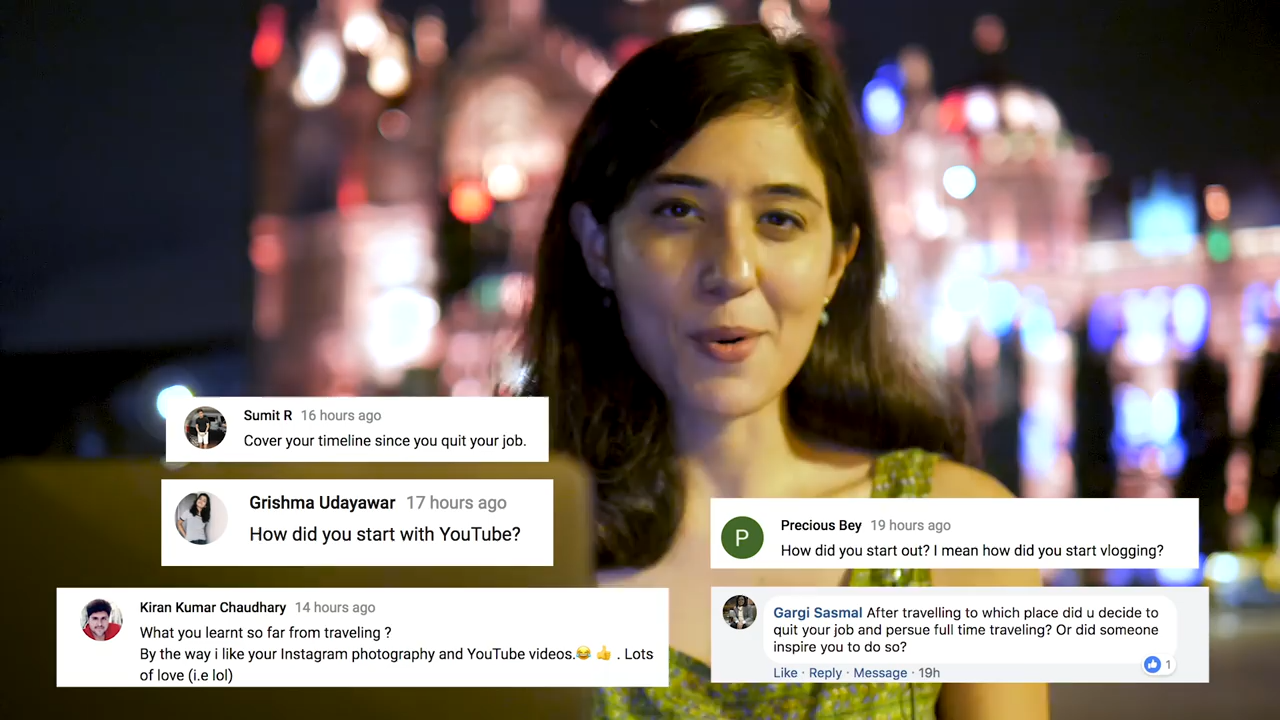 Sumit R 16 hours ago
Cover your timeline since you quit your job.
Grishma Udayawar 17 hours ago
How did you start with YouTube?
Kiran Kumar Chaudhary 14 hours ago
What you learnt so far from traveling ?
By the way i like your Instagram photography and YouTube videos.😂 👍 . Lots
of love (i.e lol)
P
Precious Bey 19 hours ago
How did you start out? I mean how did you start vlogging?
Gargi Sasmal After travelling to which place did u decide to
quit your job and persue full time traveling? Or did someone
inspire you to do so?
1
Like · Reply · Message · 19h